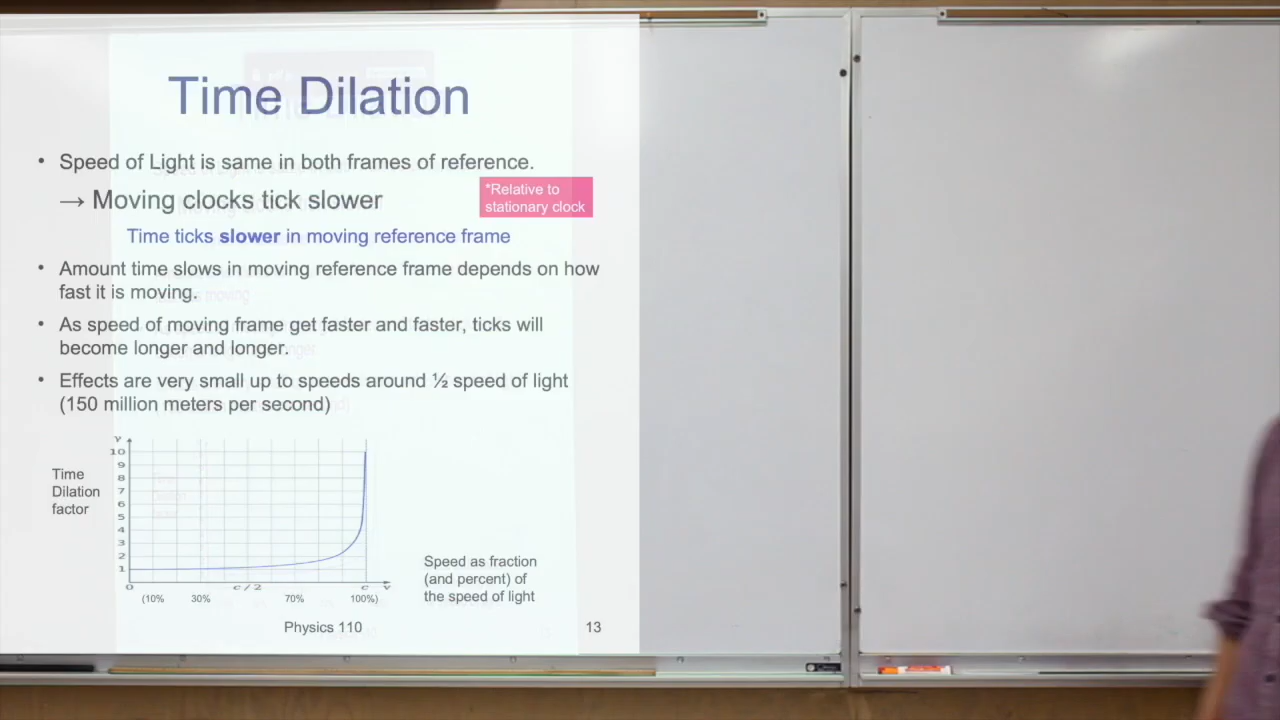 Time Dilation
• Speed of Light is same in both frames of reference.
→ Moving clocks tick slower
*Relative to
stationary clock
Time ticks slower in moving reference frame
• Amount time slows in moving reference frame depends on how
fast it is moving.
• As speed of moving frame get faster and faster, ticks will
become longer and longer.
• Effects are very small up to speeds around ½ speed of light
(150 million meters per second)
Time
Dilation
factor
γ
10
9
8
7
6
5
4
3
2
1
0 c/2 c v
(10% 30% 70% 100%)
Speed as fraction
(and percent) of
the speed of light
Physics 110
13